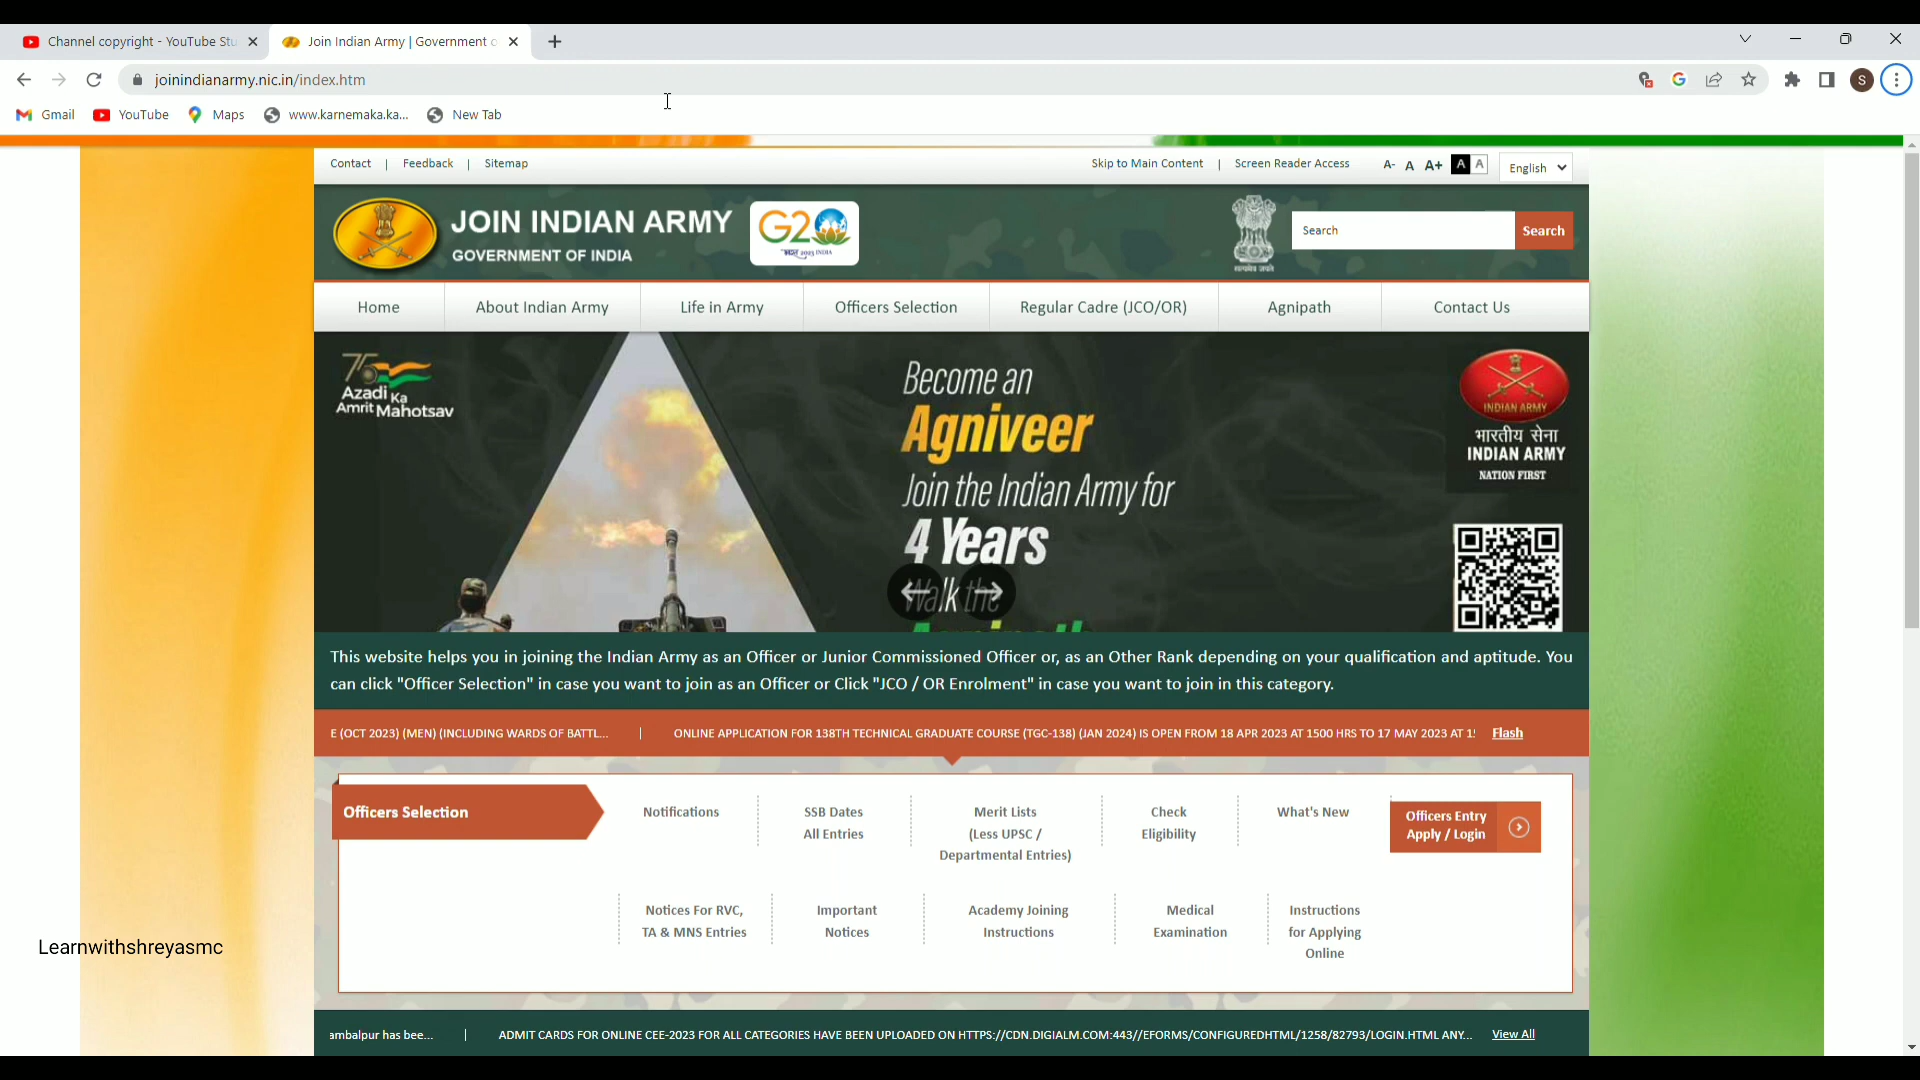 Channel copyright - YouTube Stu
Join Indian Army | Government o
joinindianarmy.nic.in/index.htm
S
Gmail
YouTube
Maps
www.karnemaka.ka...
New Tab
Contact | Feedback | Sitemap
Skip to Main Content | Screen Reader Access
A- A A+ A A
English
JOIN INDIAN ARMY
GOVERNMENT OF INDIA
G20
Search
Search
Home
About Indian Army
Life in Army
Officers Selection
Regular Cadre (JCO/OR)
Agnipath
Contact Us
75
Azadi Ka
Amrit Mahotsav
Become an
Agniveer
Join the Indian Army for
4 Years
Walk the
Agnipath
INDIAN ARMY
भारतीय सेना
INDIAN ARMY
NATION FIRST
This website helps you in joining the Indian Army as an Officer or Junior Commissioned Officer or, as an Other Rank depending on your qualification and aptitude. You
can click "Officer Selection" in case you want to join as an Officer or Click "JCO / OR Enrolment" in case you want to join in this category.
E (OCT 2023) (MEN) (INCLUDING WARDS OF BATTL... | ONLINE APPLICATION FOR 138TH TECHNICAL GRADUATE COURSE (TGC-138) (JAN 2024) IS OPEN FROM 18 APR 2023 AT 1500 HRS TO 17 MAY 2023 AT 1
Flash
Officers Selection
Notifications
SSB Dates
All Entries
Merit Lists
(Less UPSC /
Departmental Entries)
Check
Eligibility
What's New
Officers Entry
Apply / Login
Notices For RVC,
TA & MNS Entries
Important
Notices
Academy Joining
Instructions
Medical
Examination
Instructions
for Applying
Online
Learnwithshreyasmc
ambalpur has bee... | ADMIT CARDS FOR ONLINE CEE-2023 FOR ALL CATEGORIES HAVE BEEN UPLOADED ON HTTPS://CDN.DIGIALM.COM:443//EFORMS/CONFIGUREDHTML/1258/82793/LOGIN.HTML ANY...
View All